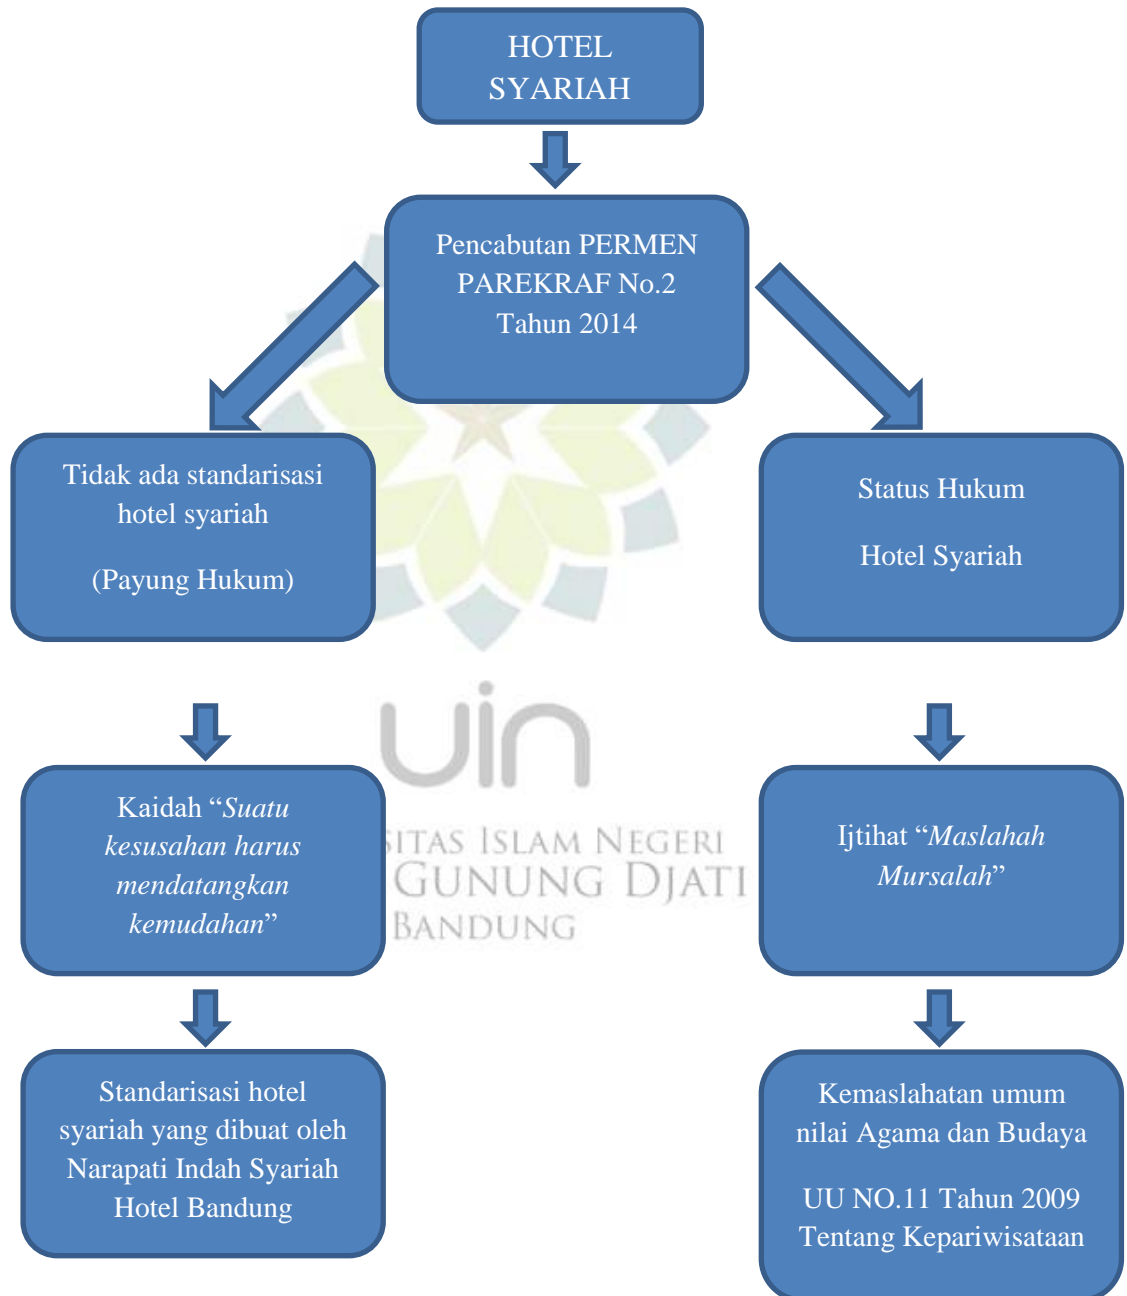 HOTEL
SYARIAH
Pencabutan PERMEN
PAREKRAF No.2
Tahun 2014
Tidak ada standarisasi
hotel syariah
(Payung Hukum)
Status Hukum
Hotel Syariah
Kaidah “Suatu
kesusahan harus
mendatangkan
kemudahan”
Ijtihat “Maslahah
Mursalah”
Standarisasi hotel
syariah yang dibuat oleh
Narapati Indah Syariah
Hotel Bandung
Kemaslahatan umum
nilai Agama dan Budaya
UU NO.11 Tahun 2009
Tentang Kepariwisataan
uin
SITAS ISLAM NEGERI
GUNUNG DJATI
BANDUNG